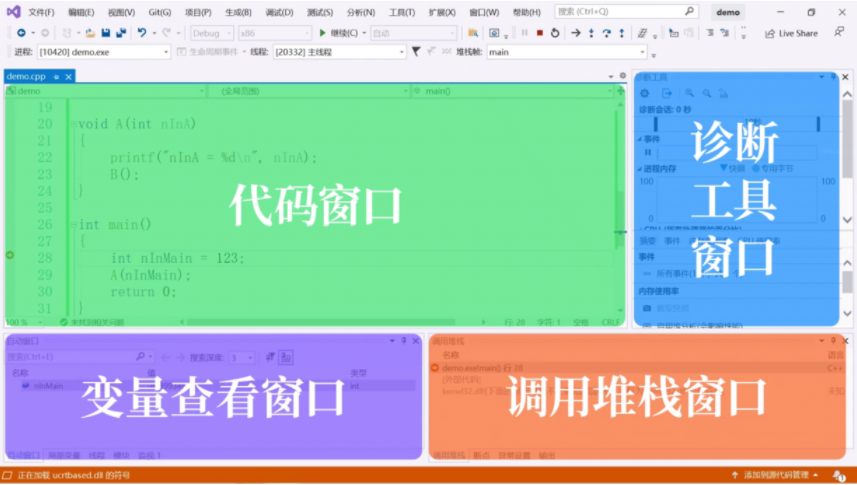 文件(F) 编辑(E) 视图(V) Git(G) 项目(P) 生成(B) 调试(D) 测试(S) 分析(N) 工具(T) 扩展(X) 窗口(W) 帮助(H) 搜索 (Ctrl+Q) demo
Debug x86 继续(C) 自动 Live Share
进程: [10420] demo.exe 生命周期事件 线程: [20332] 主线程 堆栈帧: main
demo.cpp
demo (全局范围) main()
诊断工具
诊断会话: 0 秒
事件
进程内存 快照 专用字节
100 100
0 0
摘要 事件
事件
所有事件
内存使用率
诊断
工具
窗口
19
20 void A(int nInA)
21 {
22 printf("nInA = %d\n", nInA);
23 B();
24 }
25
26 int main()
27 {
28 int nInMain = 123;
29 A(nInMain);
30 return 0;
31 }
代码窗口
100 % 未找到相关问题 行: 28 字符: 1 空格 CRLF
自动窗口
搜索(Ctrl+E) 搜索深度: 3
名称 值 类型
nInMain int
变量查看窗口
自动窗口 局部变量 线程 模块 监视 1
调用堆栈
名称 语言
demo.exe!main() 行 28 C++
[外部代码]
kernel32.dll 未知
调用堆栈窗口
调用堆栈 断点 异常设置 输出
正在加载 ucrtbased.dll 的符号 添加到源代码管理 1